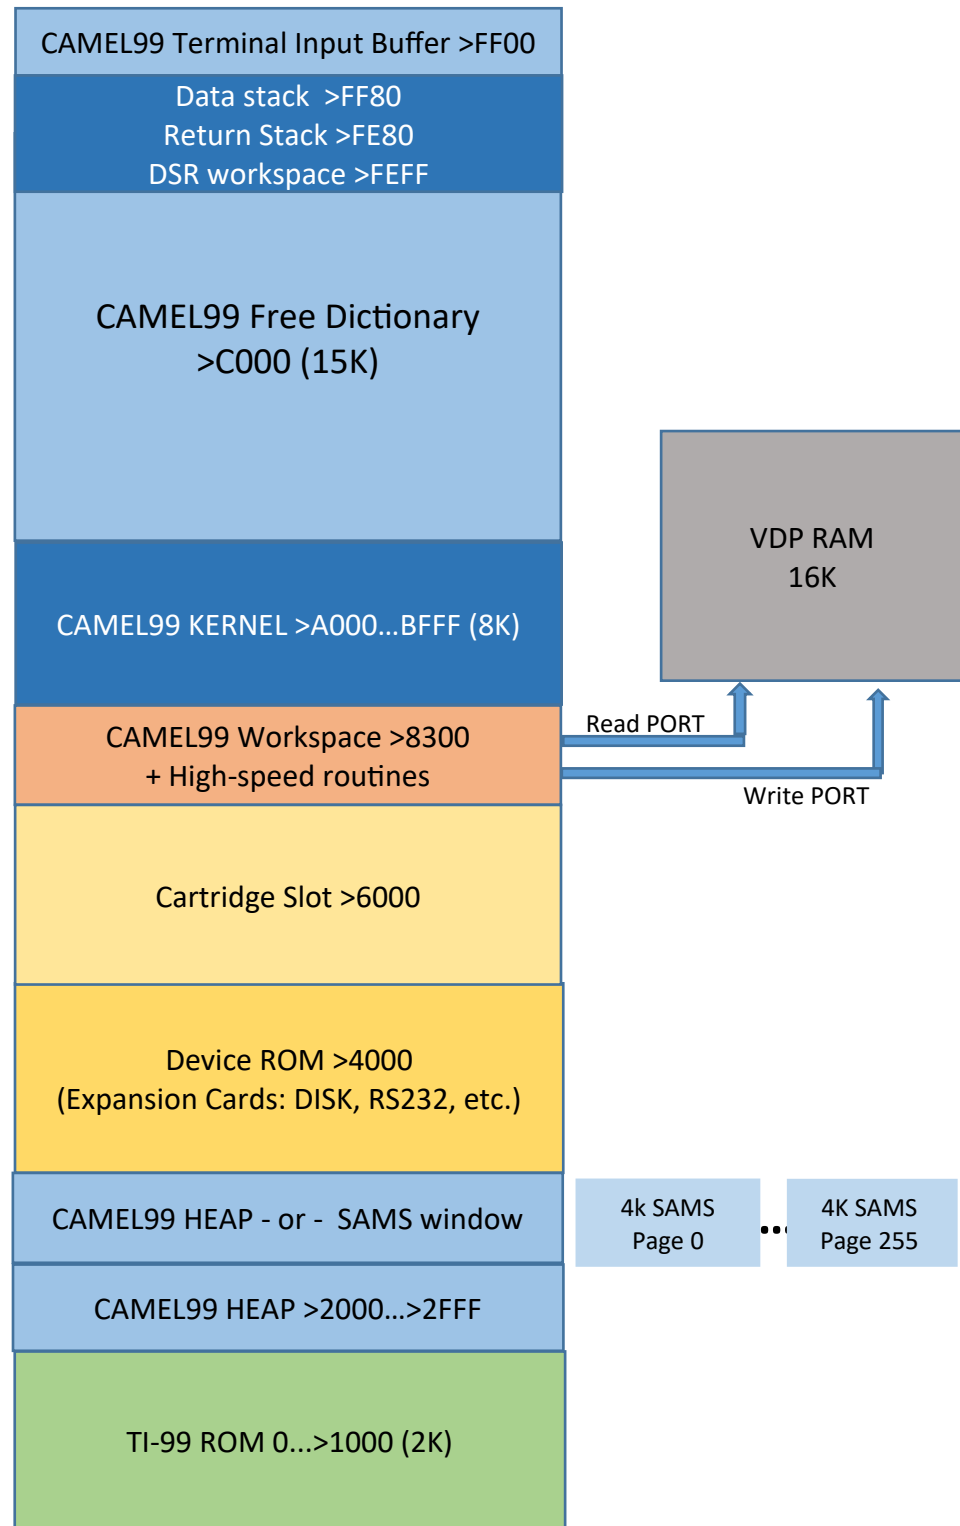 CAMEL99 Terminal Input Buffer >FF00
Data stack >FF80
Return Stack >FE80
DSR workspace >FEFF
CAMEL99 Free Dictionary
>C000 (15K)
VDP RAM
16K
CAMEL99 KERNEL >A000...BFFF (8K)
CAMEL99 Workspace >8300
+ High-speed routines
Read PORT
Write PORT
Cartridge Slot >6000
Device ROM >4000
(Expansion Cards: DISK, RS232, etc.)
CAMEL99 HEAP - or - SAMS window
4k SAMS
Page 0
...
4K SAMS
Page 255
CAMEL99 HEAP >2000...>2FFF
TI-99 ROM 0...>1000 (2K)